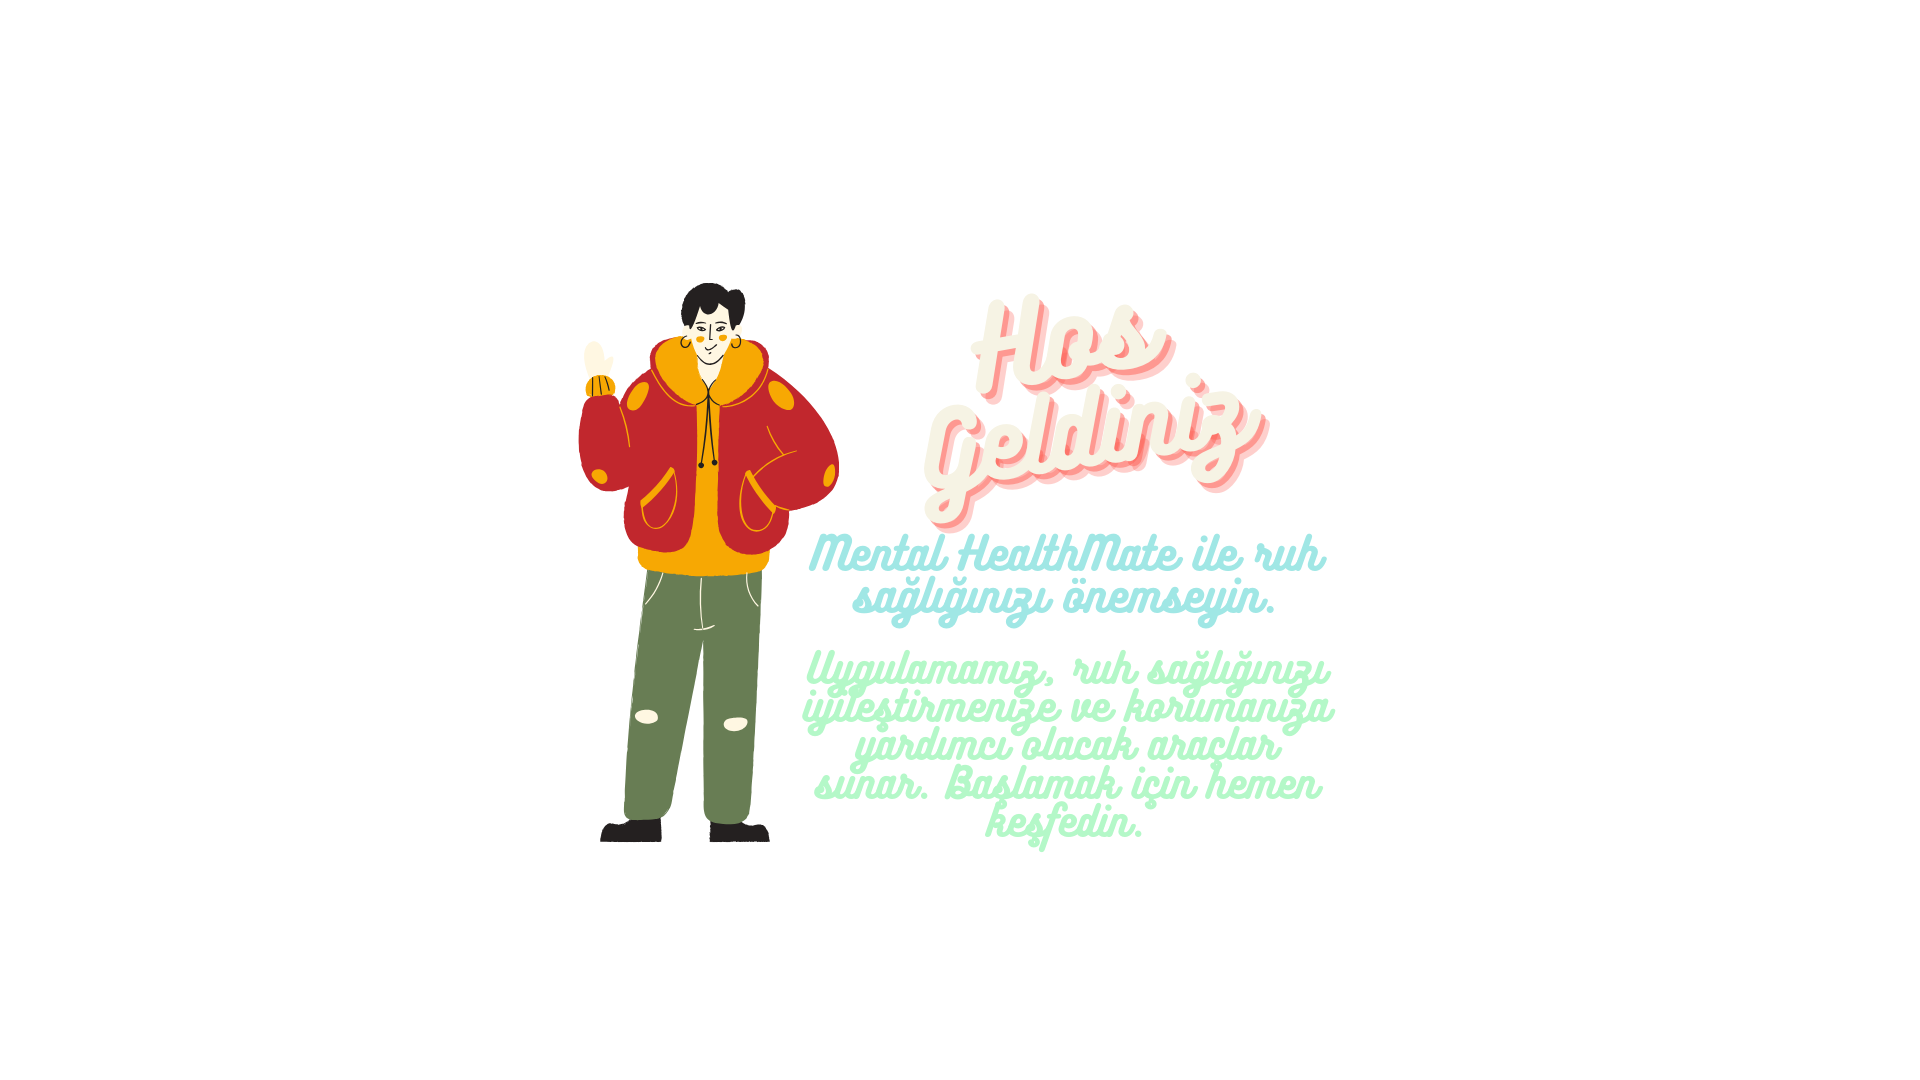 Hos
Geldiniz
Mental HealthMate ile ruh
sağlığınızı önemseyin.
Uygulamamız, ruh sağlığınızı
iyileştirmenize ve korumanıza
yardımcı olacak araçlar
sunar. Başlamak için hemen
keşfedin.